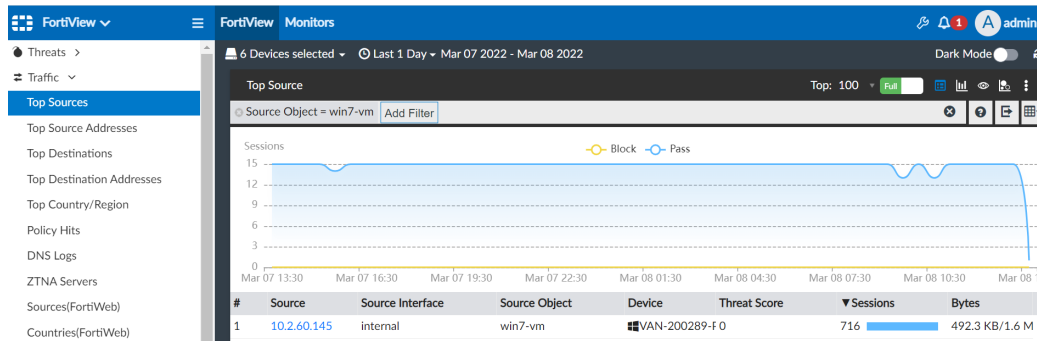 FortiView FortiView Monitors 1 A admin
Threats 6 Devices selected Last 1 Day Mar 07 2022 - Mar 08 2022 Dark Mode
Traffic
Top Sources
Top Source Addresses
Top Destinations
Top Destination Addresses
Top Country/Region
Policy Hits
DNS Logs
ZTNA Servers
Sources(FortiWeb)
Countries(FortiWeb)
Top Source Top: 100 Full
Source Object = win7-vm Add Filter
Sessions Block Pass
15
12
9
6
3
0
Mar 07 13:30 Mar 07 16:30 Mar 07 19:30 Mar 07 22:30 Mar 08 01:30 Mar 08 04:30 Mar 08 07:30 Mar 08 10:30 Mar 08
# Source Source Interface Source Object Device Threat Score ▼Sessions Bytes
1 10.2.60.145 internal win7-vm VAN-200289-F 0 716 492.3 KB/1.6 M